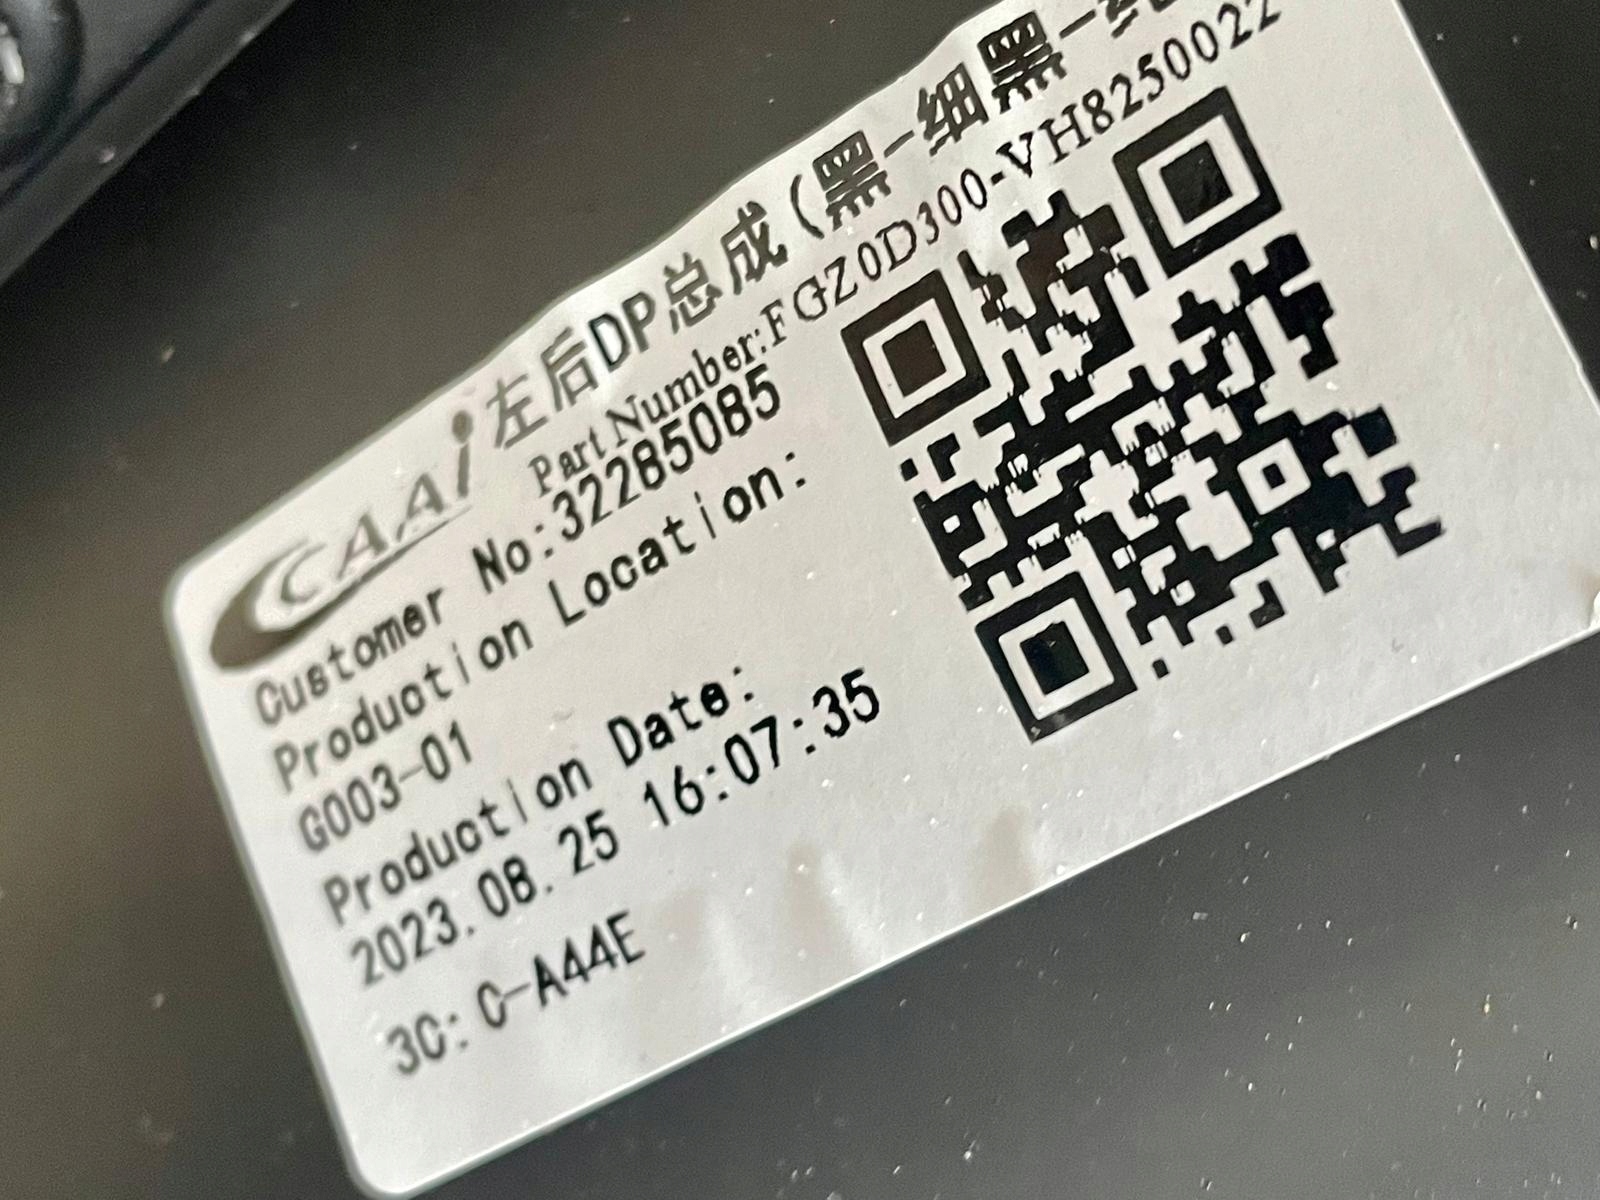 CAAi
左后DP总成(黑-细黑-纯
Part Number:FGZ0D300-VH8250022
Customer No:32285085
Production Location:
G003-01
Production Date:
2023.08.25 16:07:35
3C: C-A44E